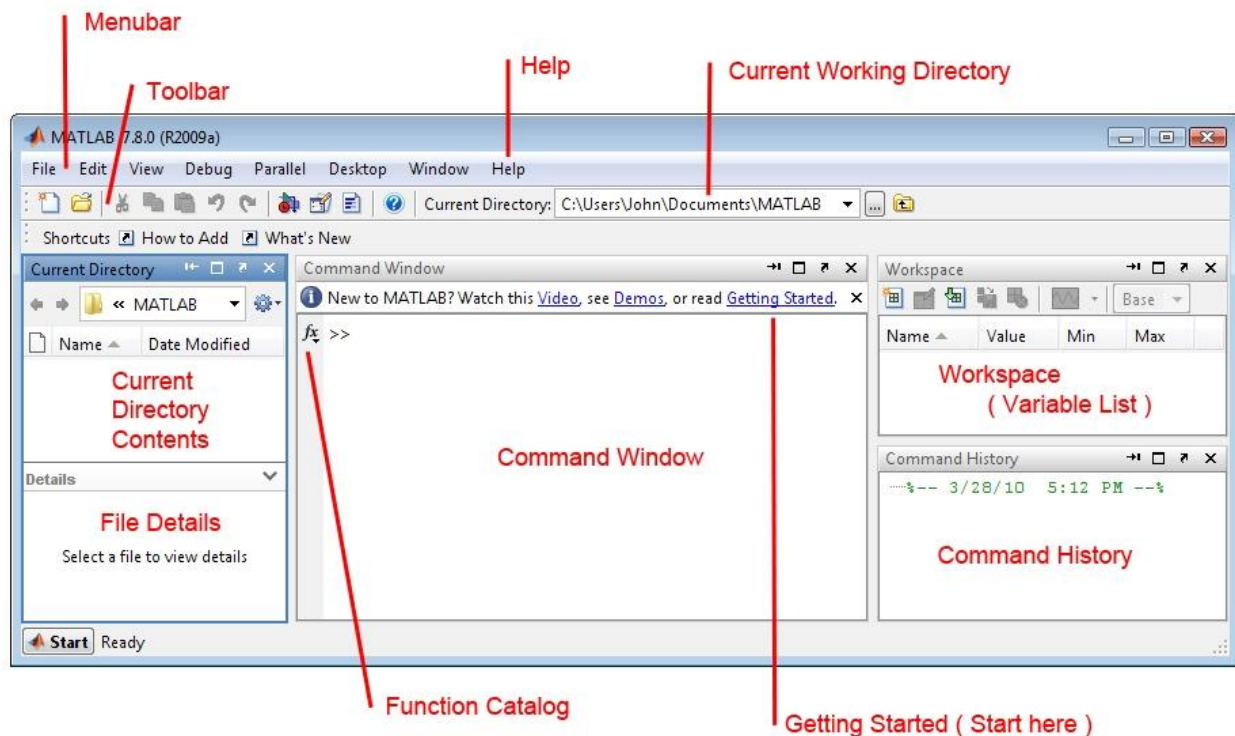 Menubar
Help
Current Working Directory
Toolbar
MATLAB 7.8.0 (R2009a)
File Edit View Debug Parallel Desktop Window Help
Current Directory: C:\Users\John\Documents\MATLAB ...
Shortcuts How to Add What's New
Current Directory
« MATLAB
Name Date Modified
Current
Directory
Contents
Details
File Details
Select a file to view details
Command Window
New to MATLAB? Watch this Video, see Demos, or read Getting Started.
fx >>
Command Window
Workspace
Base
Name Value Min Max
Workspace
( Variable List )
Command History
%-- 3/28/10 5:12 PM --%
Command History
Start Ready
Function Catalog
Getting Started ( Start here )